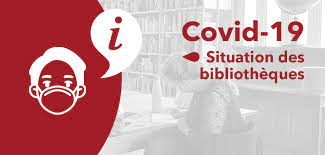 i
Covid-19
Situation des
bibliothèques